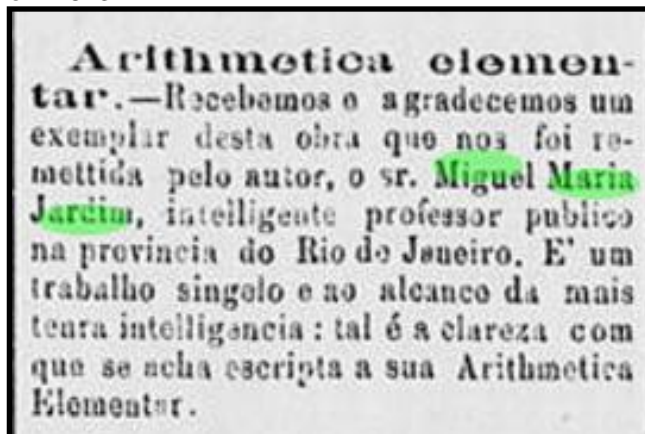 Arithmetica elemen-
tar.—Recebemos e agradecemos um
exemplar desta obra que nos foi re-
mettida pelo autor, o sr. Miguel Maria
Jardim, intelligente professor publico
na provincia do Rio de Janeiro. E' um
trabalho singelo e ao alcance da mais
tenra intelligencia : tal é a clareza com
que se acha escripta a sua Arithmetica
Elementar.